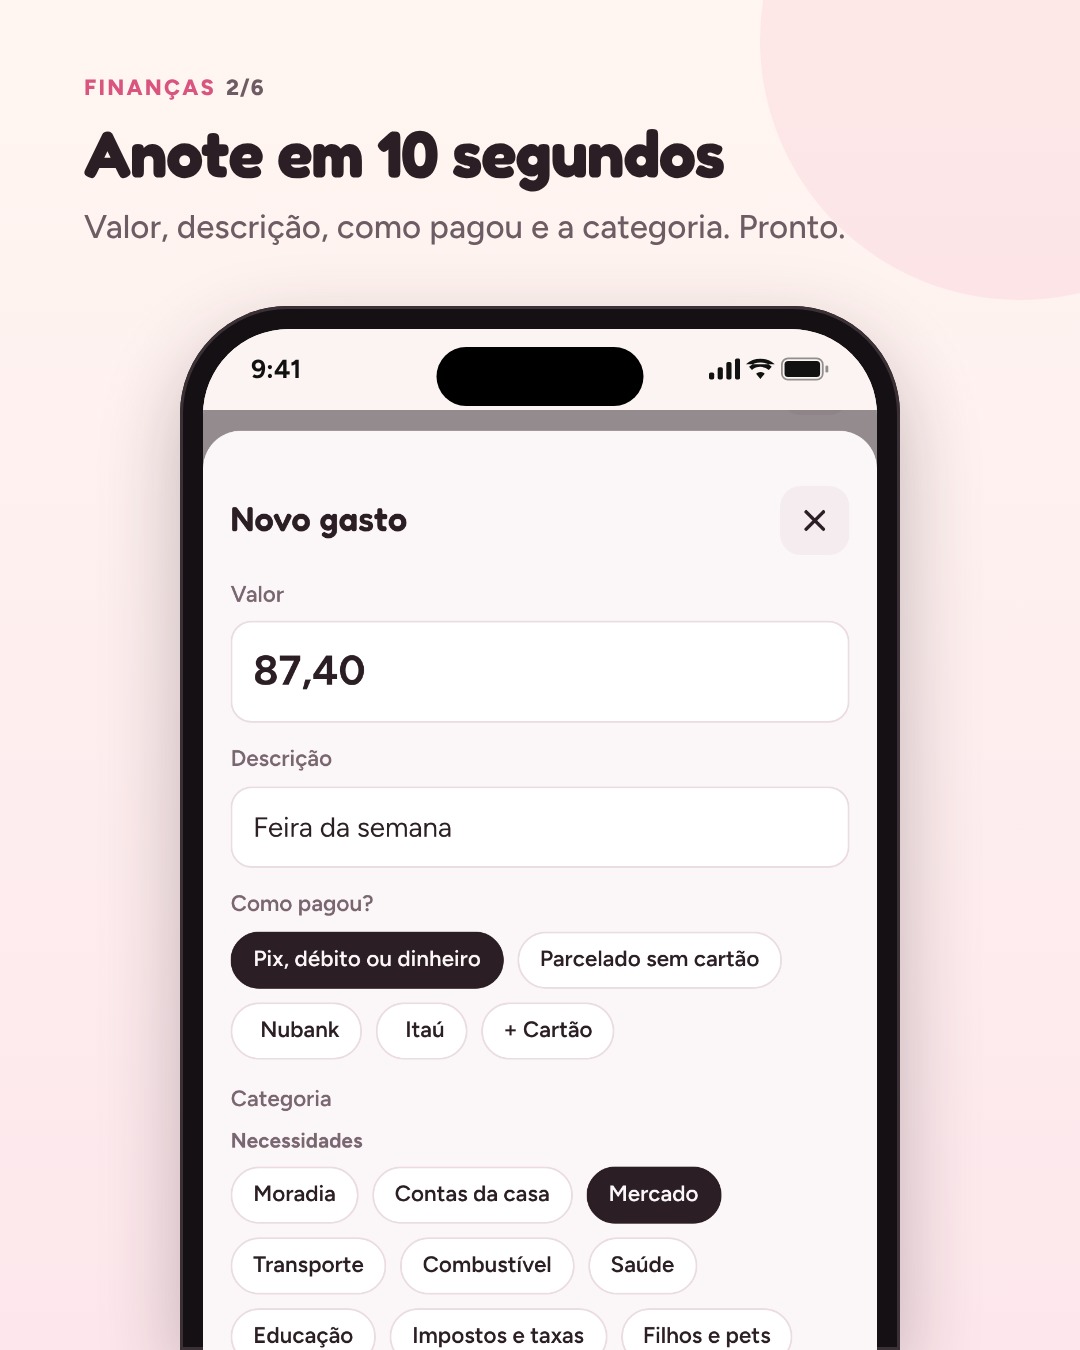 FINANÇAS 2/6
Anote em 10 segundos
Valor, descrição, como pagou e a categoria. Pronto.
9:41
Novo gasto
Valor
87,40
Descrição
Feira da semana
Como pagou?
Pix, débito ou dinheiro Parcelado sem cartão
Nubank Itaú + Cartão
Categoria
Necessidades
Moradia Contas da casa Mercado
Transporte Combustível Saúde
Educação Impostos e taxas Filhos e pets